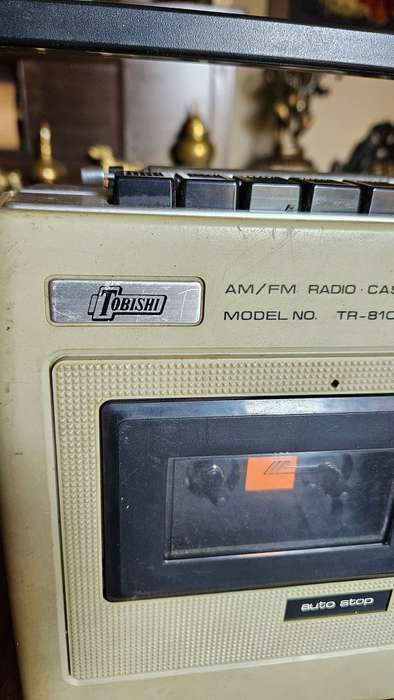 TOBISHI
AM/FM RADIO · CAS
MODEL NO. TR-810
auto stop